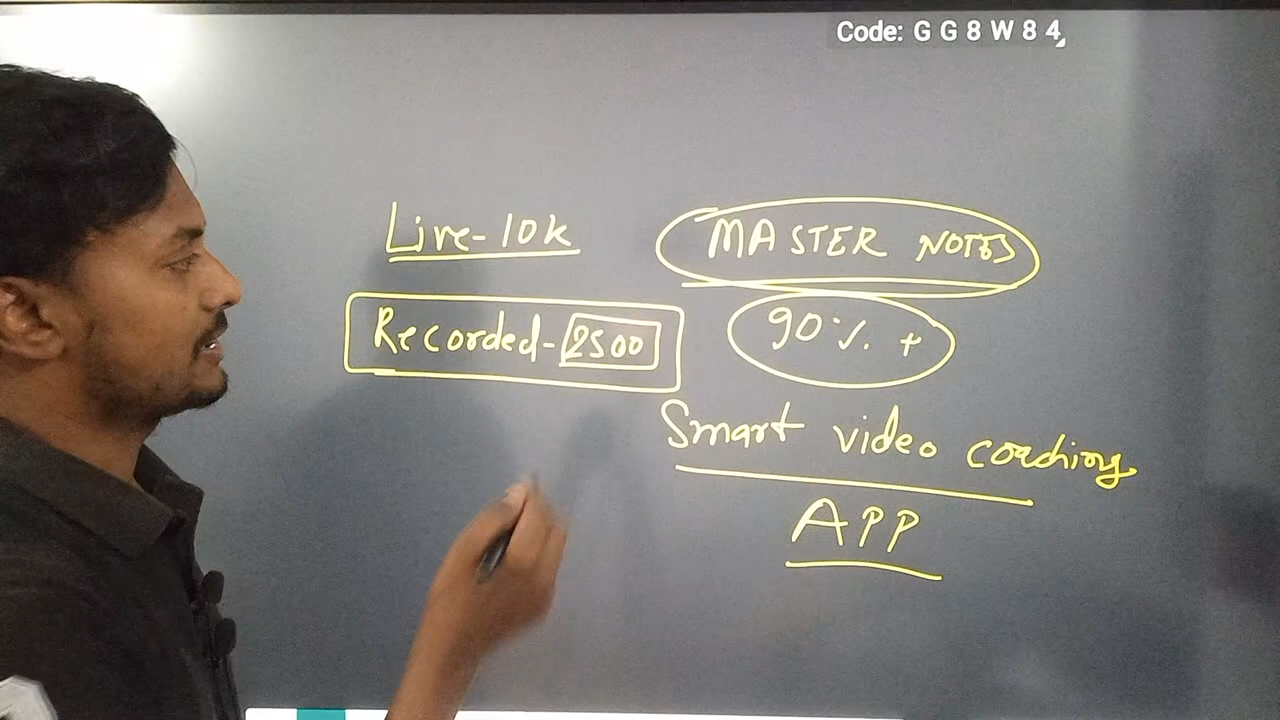 Code: G G 8 W 8 4
Live-10k
MASTER NOTES
Recorded-2500
90% +
Smart video coaching
APP